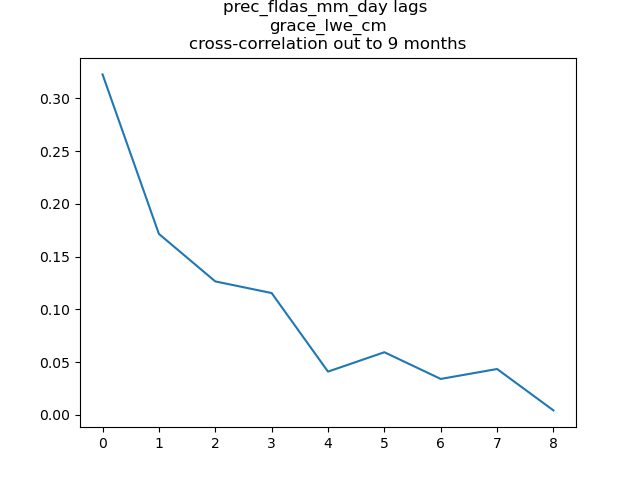 prec_fldas_mm_day lags
grace_lwe_cm
cross-correlation out to 9 months
0.30
0.25
0.20
0.15
0.10
0.05
0.00
0 1 2 3 4 5 6 7 8